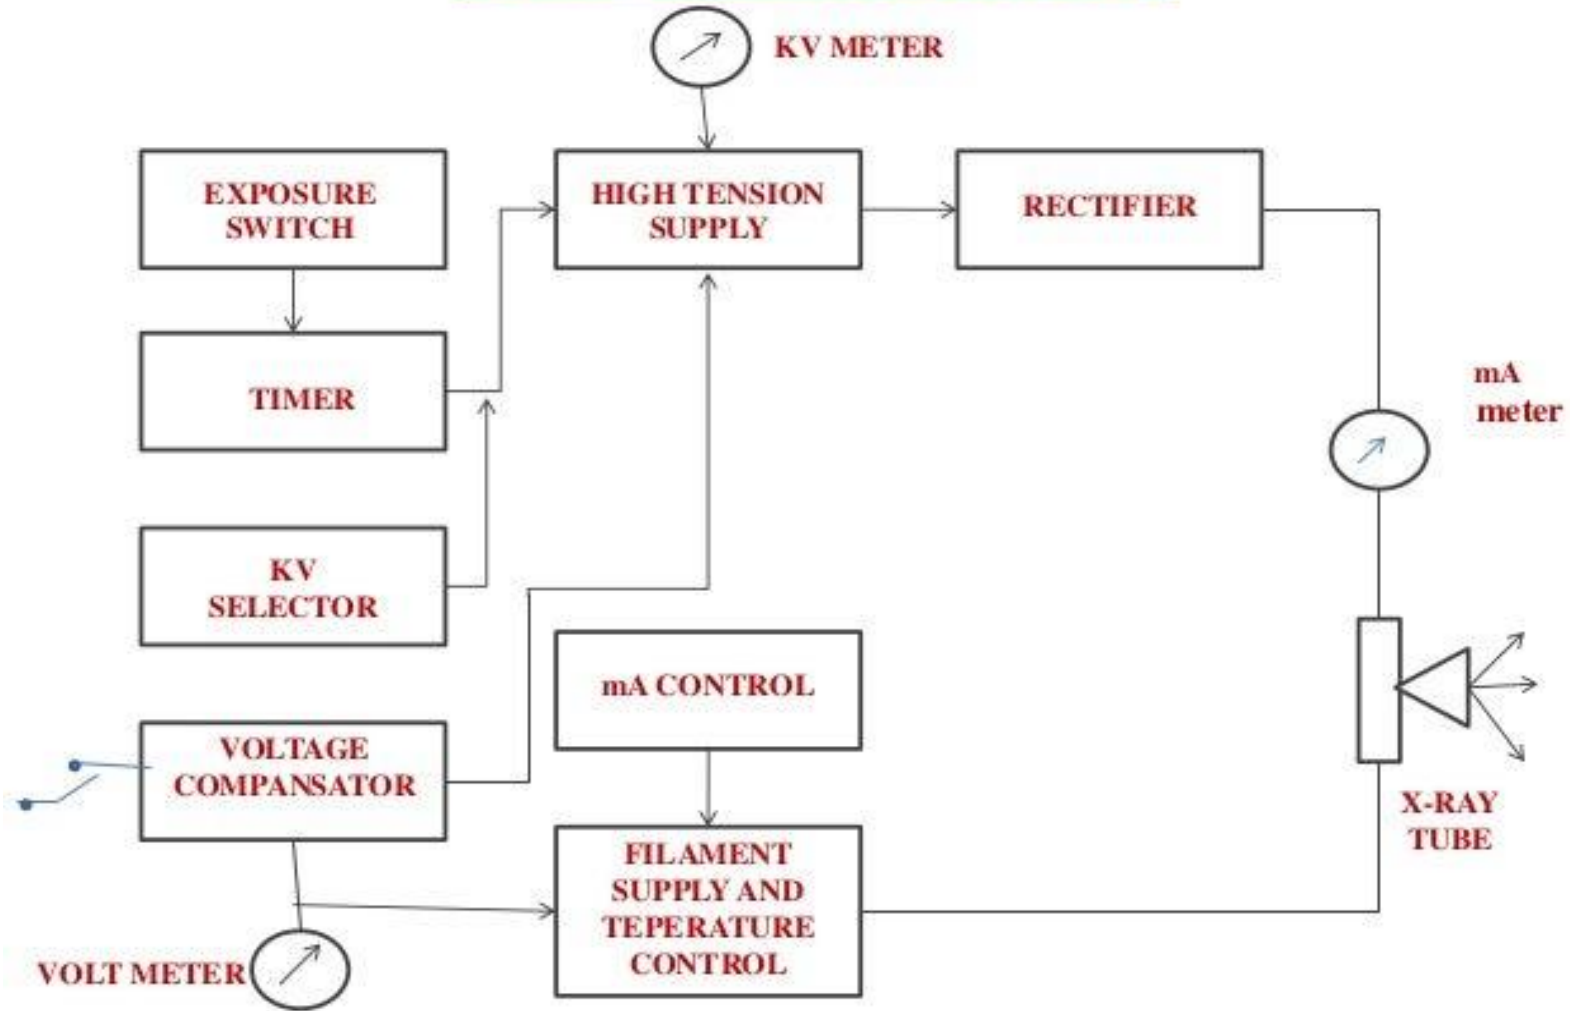 KV METER
EXPOSURE
SWITCH
HIGH TENSION
SUPPLY
RECTIFIER
TIMER
mA
meter
KV
SELECTOR
mA CONTROL
VOLTAGE
COMPANSATOR
X-RAY
TUBE
FILAMENT
SUPPLY AND
TEPERATURE
CONTROL
VOLT METER